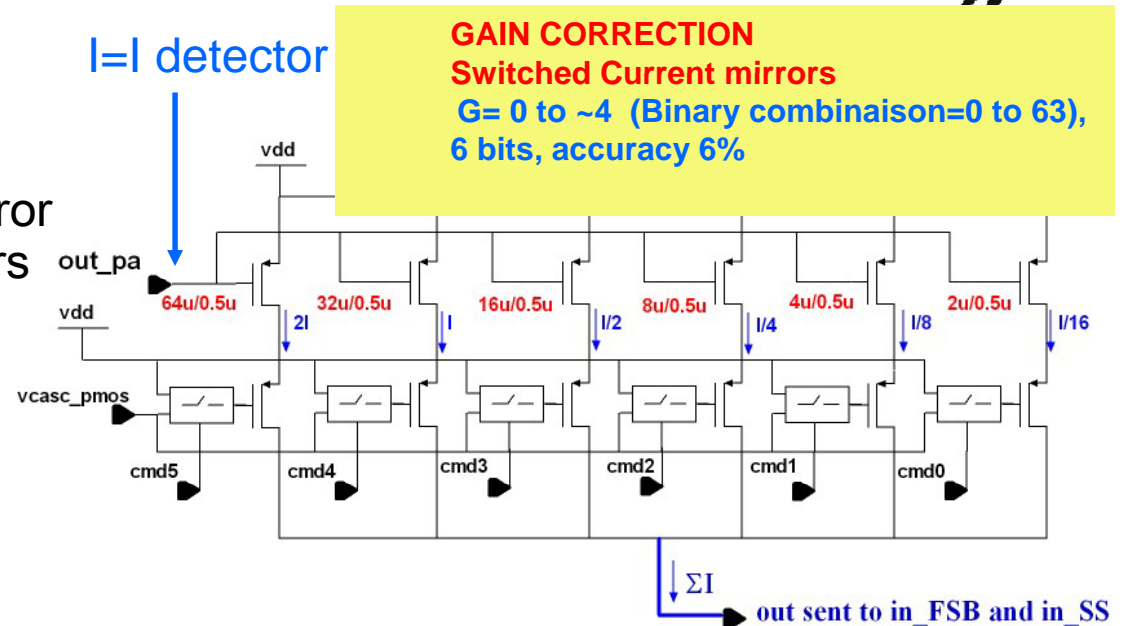 I=I detector
GAIN CORRECTION
Switched Current mirrors
G= 0 to ~4 (Binary combinaison=0 to 63),
6 bits, accuracy 6%
vdd
ror
rs
out_pa
64u/0.5u 32u/0.5u 16u/0.5u 8u/0.5u 4u/0.5u 2u/0.5u
vdd
2I I I/2 I/4 I/8 I/16
vcasc_pmos
cmd5 cmd4 cmd3 cmd2 cmd1 cmd0
ΣI
out sent to in_FSB and in_SS